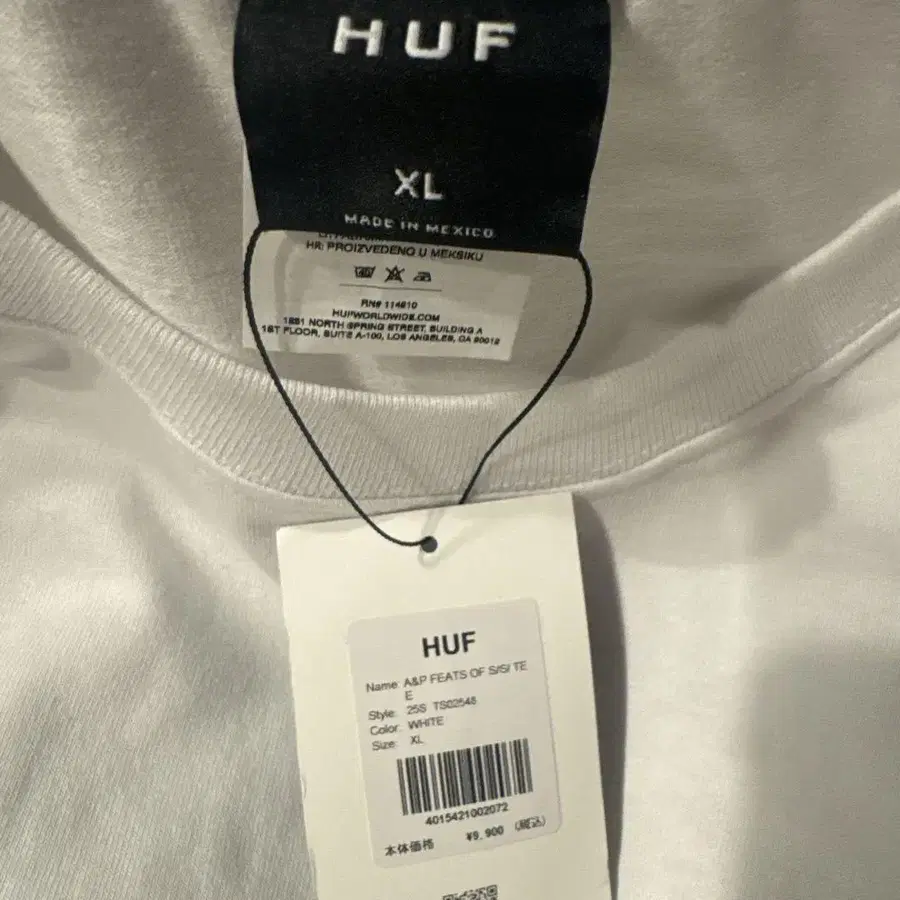 HUF
XL
MADE IN MEXICO
HR: PROIZVEDENO U MEKSIKU
RN# 114610
HUFWORLDWIDE.COM
1881 NORTH SPRING STREET, BUILDING A
1ST FLOOR, SUITE A-100, LOS ANGELES, CA 90012
HUF
Name: A&P FEATS OF S/S/ TE
E
Style: 25S TS02548
Color: WHITE
Size: XL
4015421002072
本体価格 ¥9,900 (税込)